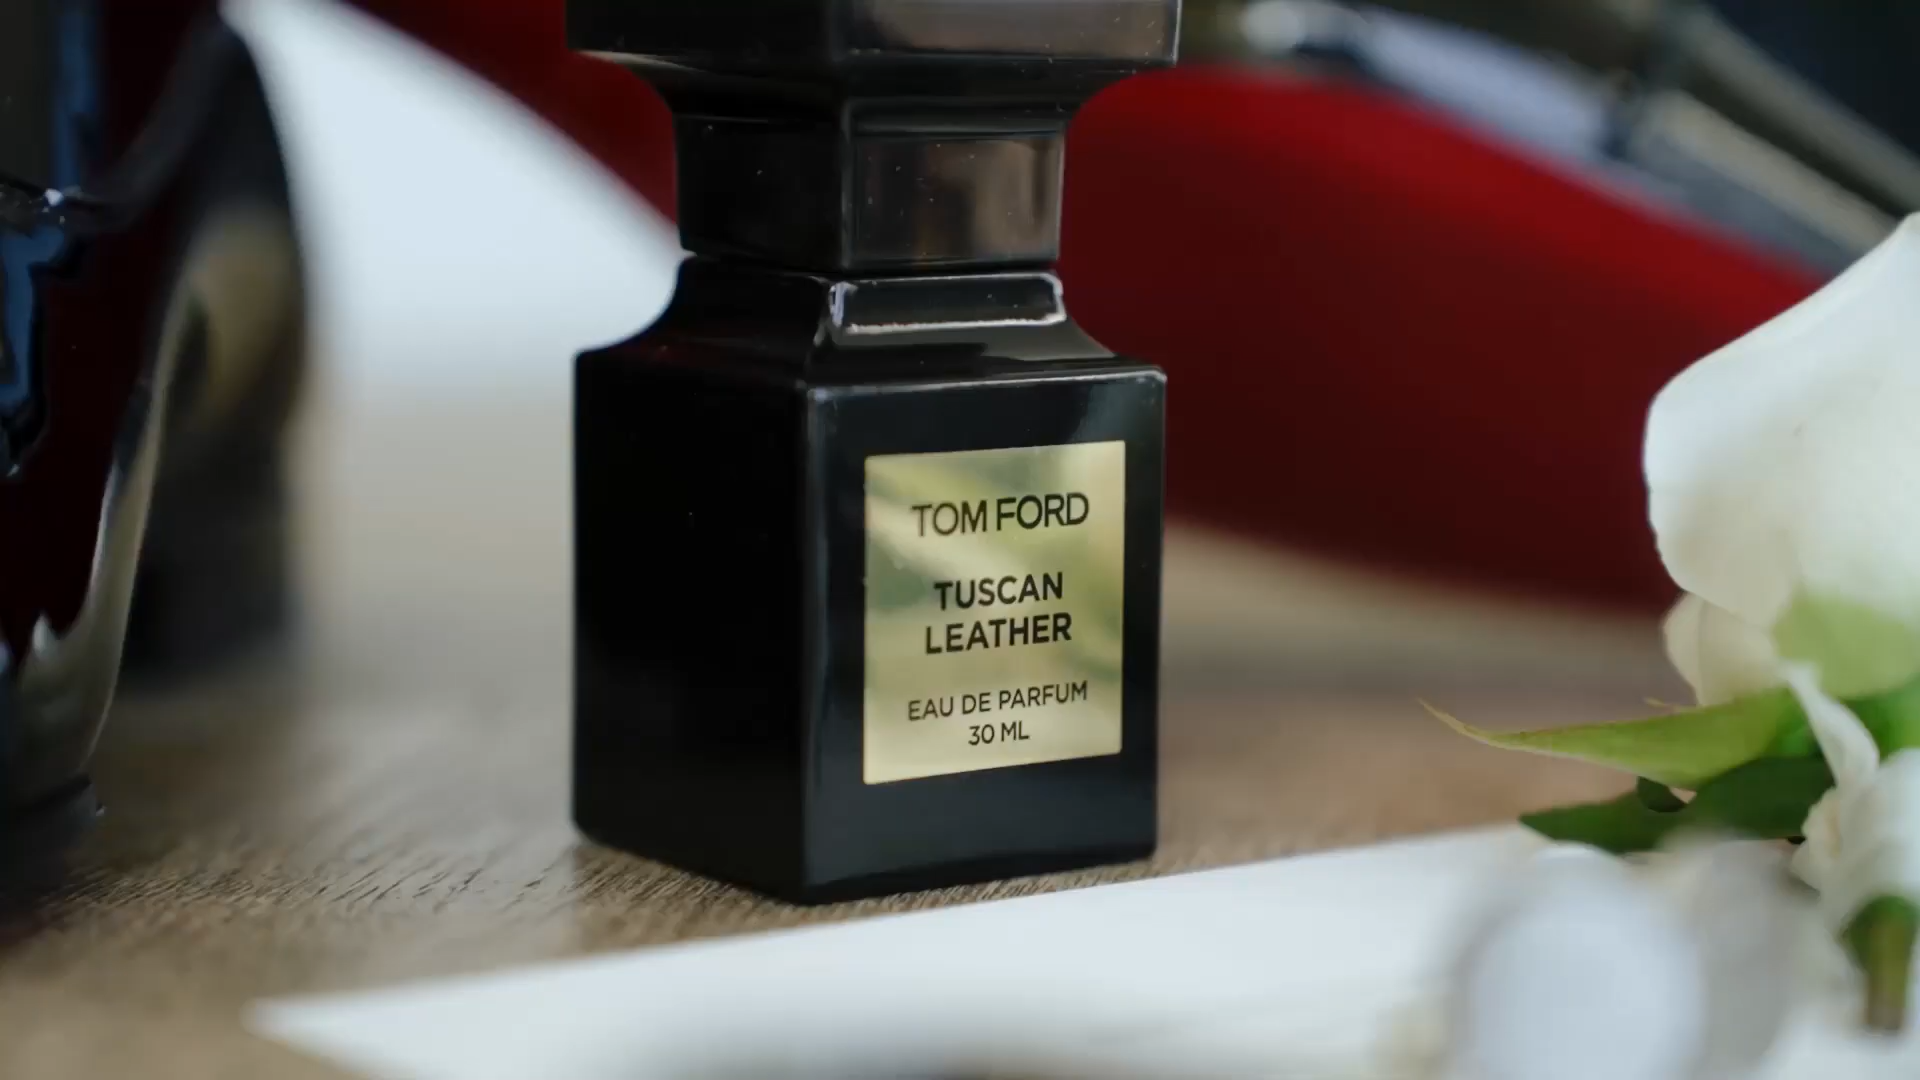 TOM FORD
TUSCAN
LEATHER
EAU DE PARFUM
30 ML